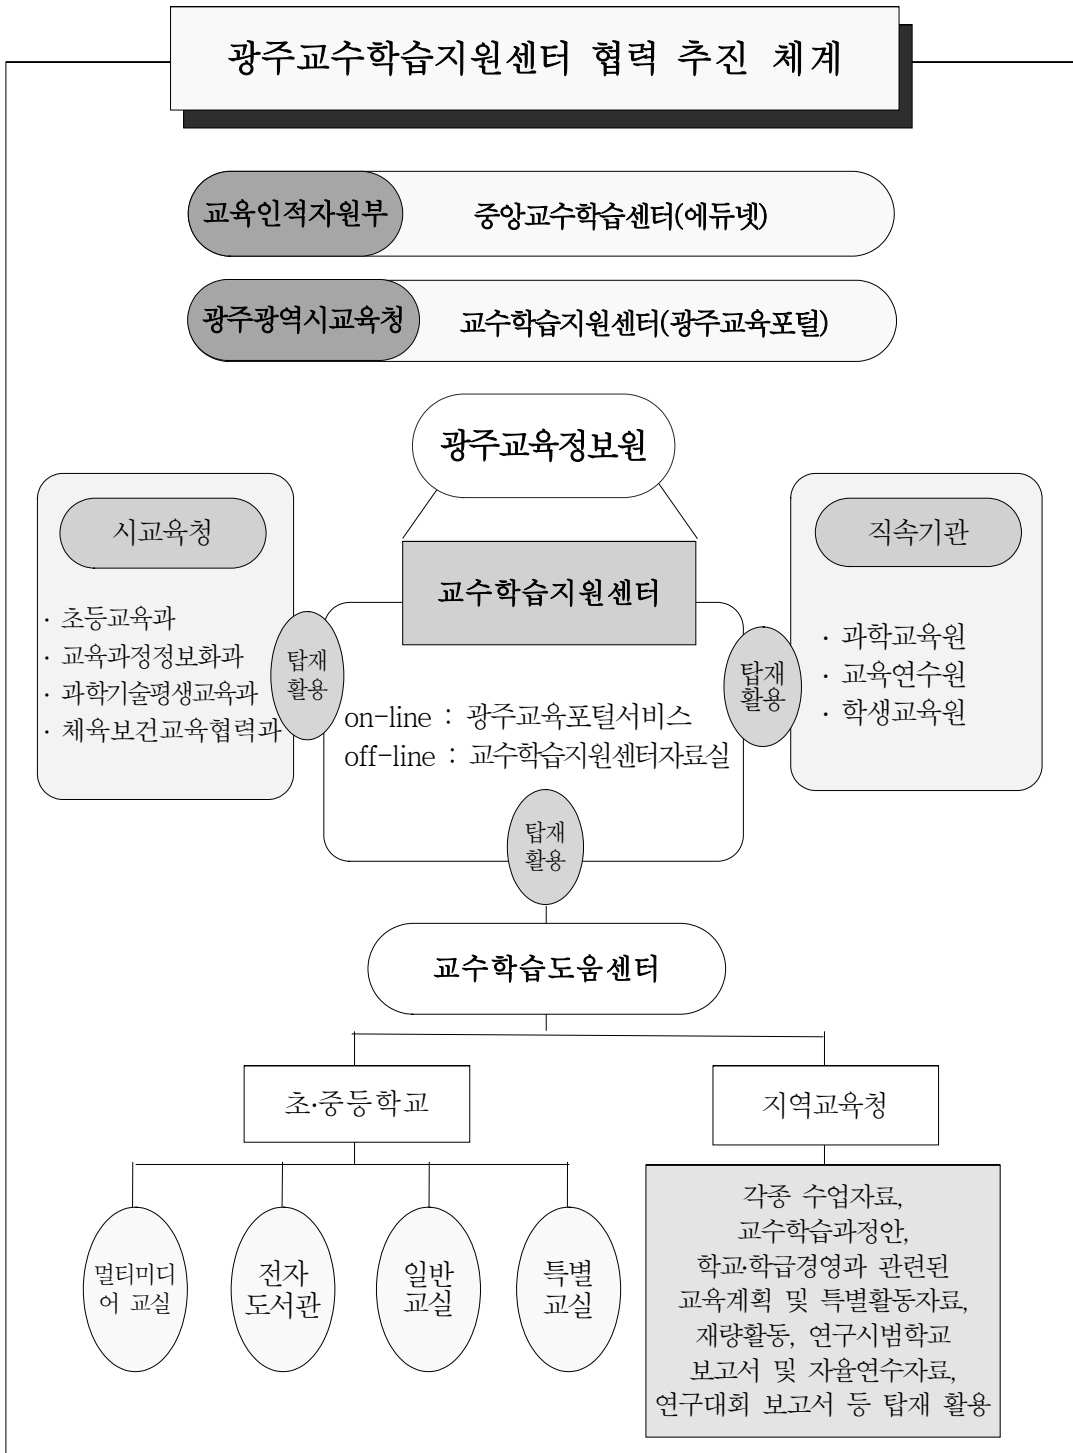 광주교수학습지원센터 협력 추진 체계
교육인적자원부
중앙교수학습센터(에듀넷)
광주광역시교육청
교수학습지원센터(광주교육포털)
광주교육정보원
시교육청
· 초등교육과
· 교육과정정보화과
· 과학기술평생교육과
· 체육보건교육협력과
탑재
활용
교수학습지원센터
on-line : 광주교육포털서비스
off-line : 교수학습지원센터자료실
탑재
활용
직속기관
· 과학교육원
· 교육연수원
· 학생교육원
탑재
활용
교수학습도움센터
초·중등학교
멀티미디
어 교실
전자
도서관
일반
교실
특별
교실
지역교육청
각종 수업자료,
교수학습과정안,
학교·학급경영과 관련된
교육계획 및 특별활동자료,
재량활동, 연구시범학교
보고서 및 자율연수자료,
연구대회 보고서 등 탑재 활용